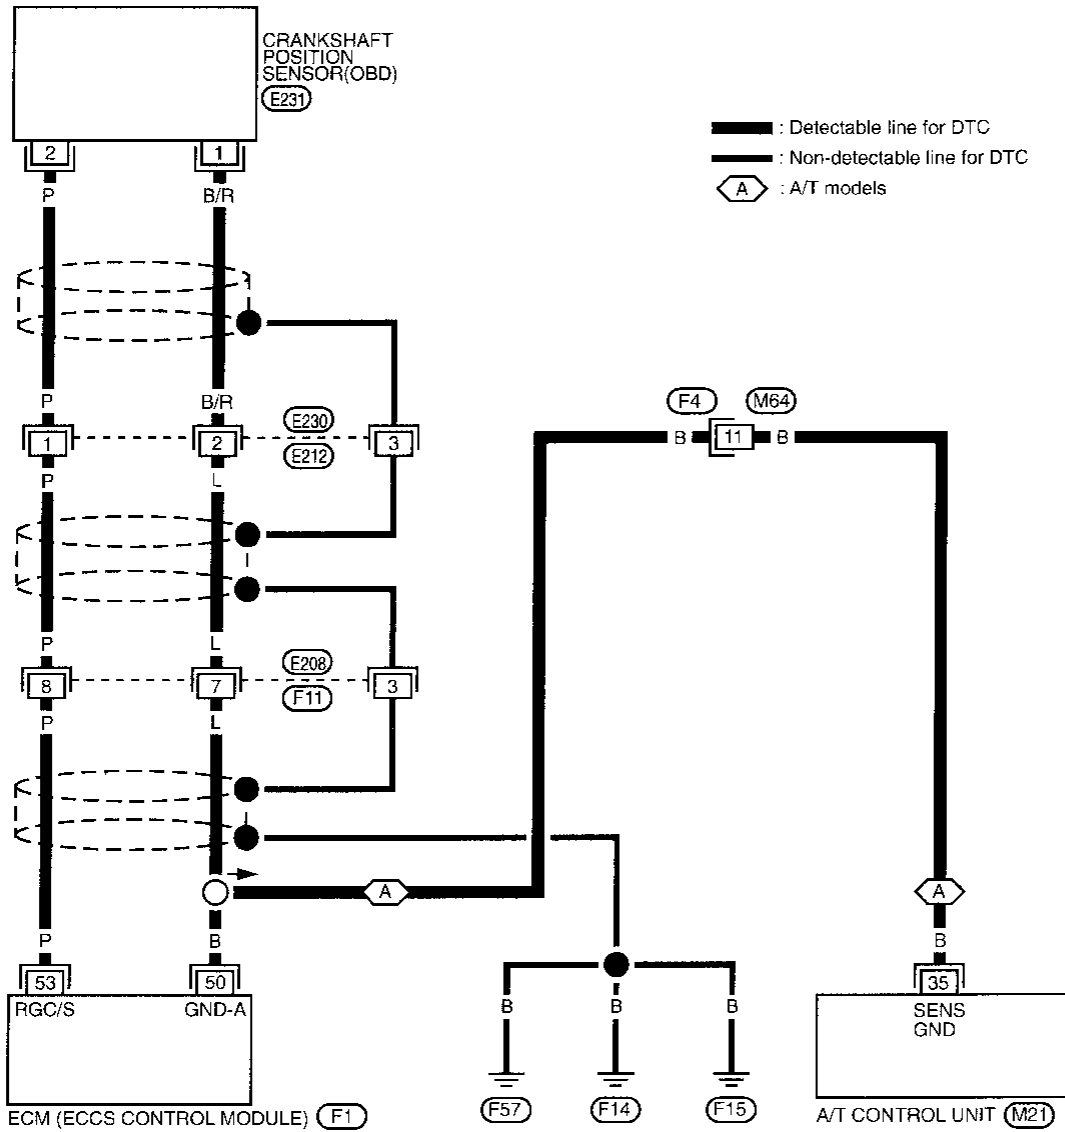 CRANKSHAFT
POSITION
SENSOR(OBD)
E231
: Detectable line for DTC
: Non-detectable line for DTC
A : A/T models
2 1
P B/R
P B/R
F4 M64
E230
1 2 3
B 11 B
E212
P L
P L
E208
8 7 3
F11
P L
A A
P B B
53 50 35
RGC/S GND-A SENS
GND
B B B
ECM (ECCS CONTROL MODULE) F1
F57 F14 F15
A/T CONTROL UNIT M21